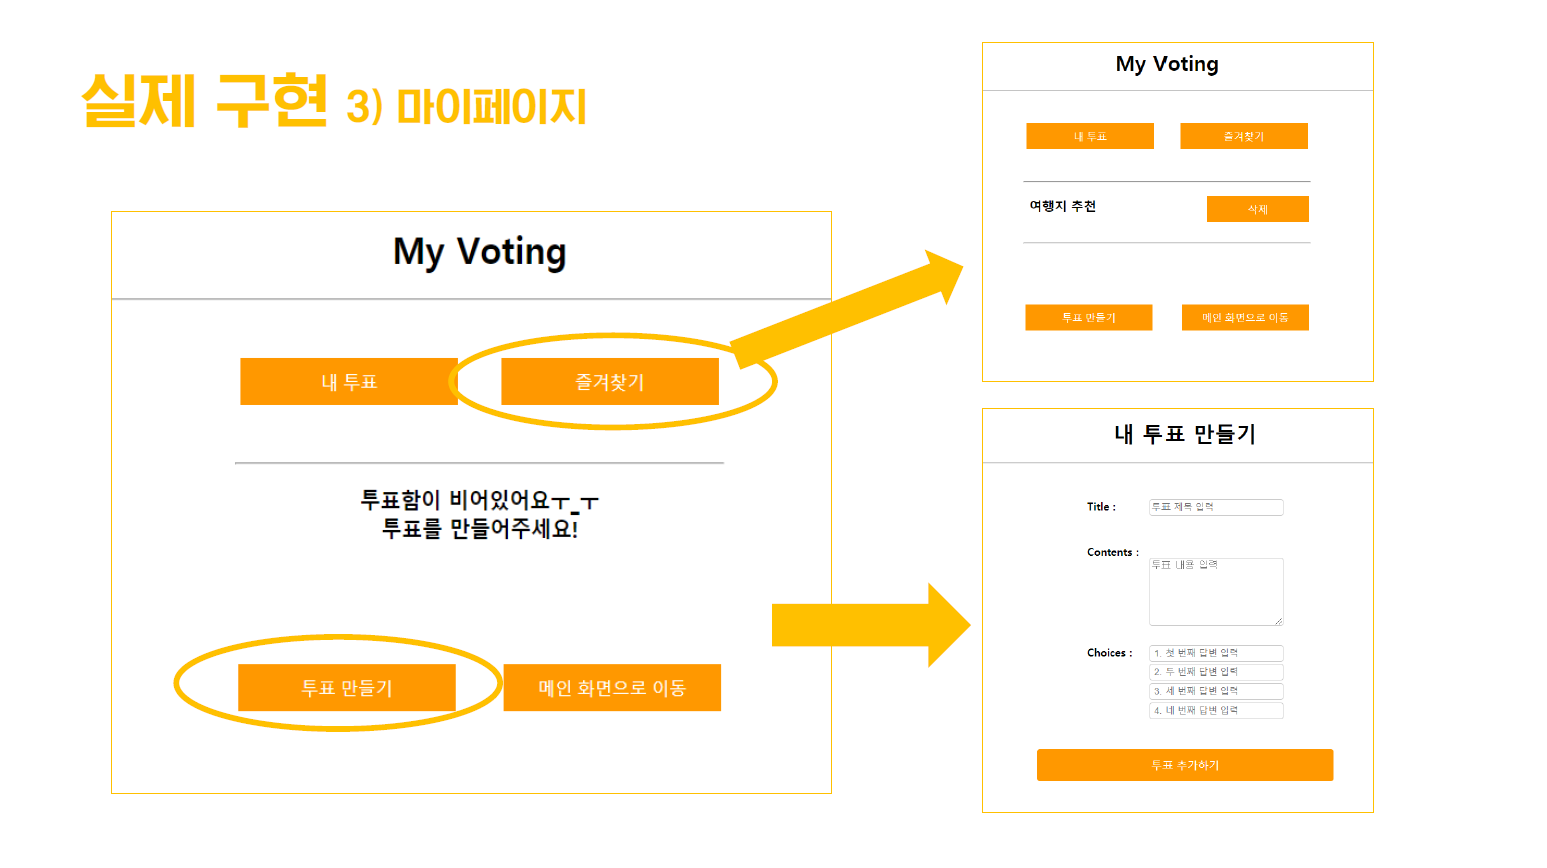 실제 구현 3) 마이페이지
My Voting
내 투표
즐겨찾기
투표함이 비어있어요ㅜ_ㅜ
투표를 만들어주세요!
투표 만들기
메인 화면으로 이동
My Voting
내 투표
즐겨찾기
여행지 추천
삭제
투표 만들기
메인 화면으로 이동
내 투표 만들기
Title :
투표 제목 입력
Contents :
투표 내용 입력
Choices :
1. 첫 번째 답변 입력
2. 두 번째 답변 입력
3. 세 번째 답변 입력
4. 네 번째 답변 입력
투표 추가하기